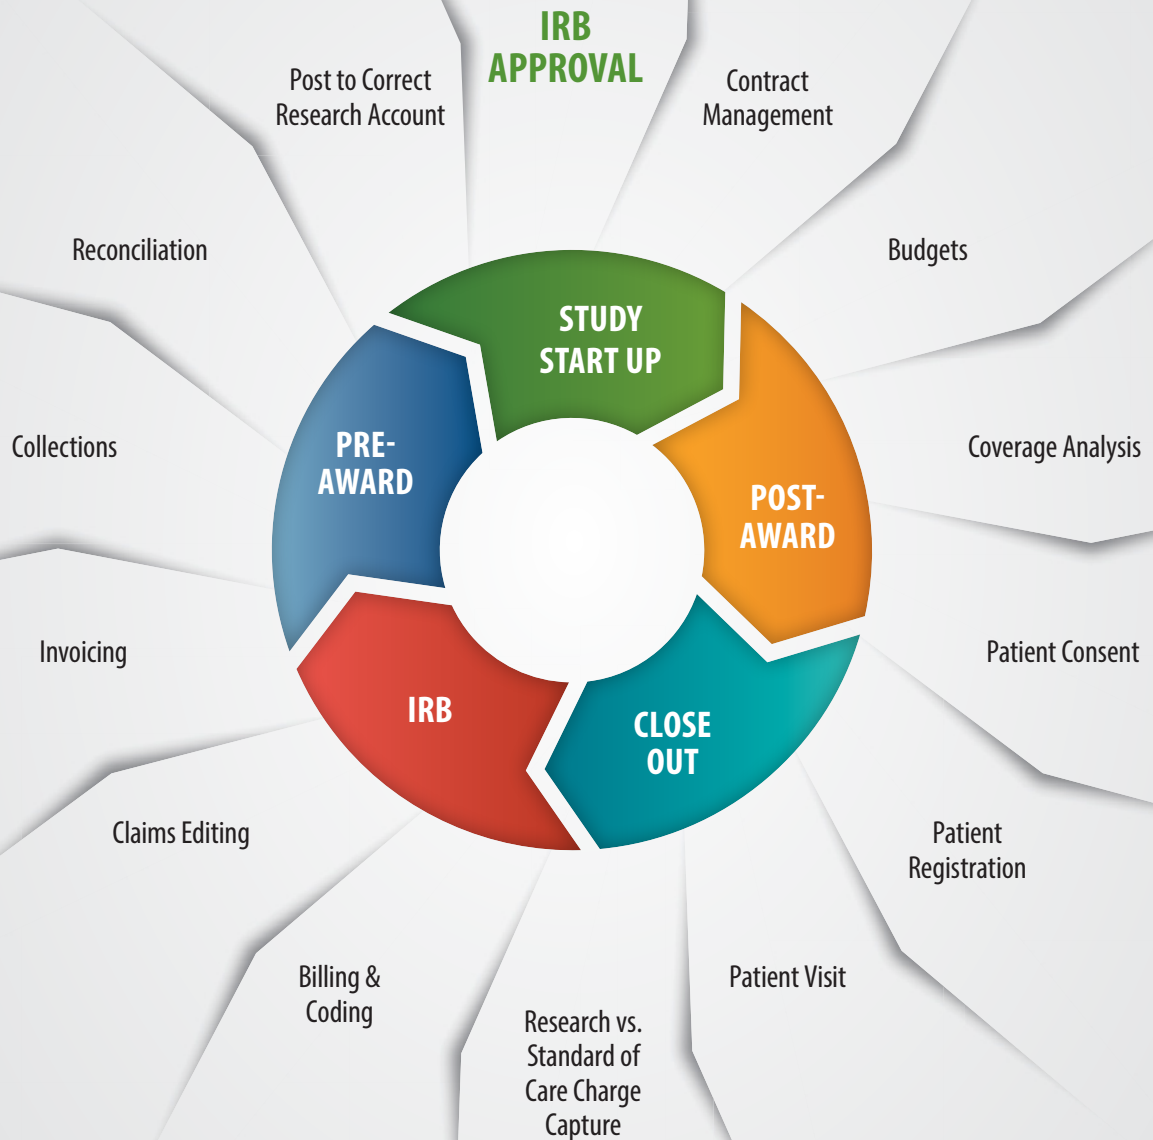 IRB
APPROVAL
Contract
Management
Budgets
Coverage Analysis
Patient Consent
Patient
Registration
Patient Visit
Research vs.
Standard of
Care Charge
Capture
Billing &
Coding
Claims Editing
Invoicing
Collections
Reconciliation
Post to Correct
Research Account
STUDY
START UP
POST-
AWARD
CLOSE
OUT
IRB
PRE-
AWARD